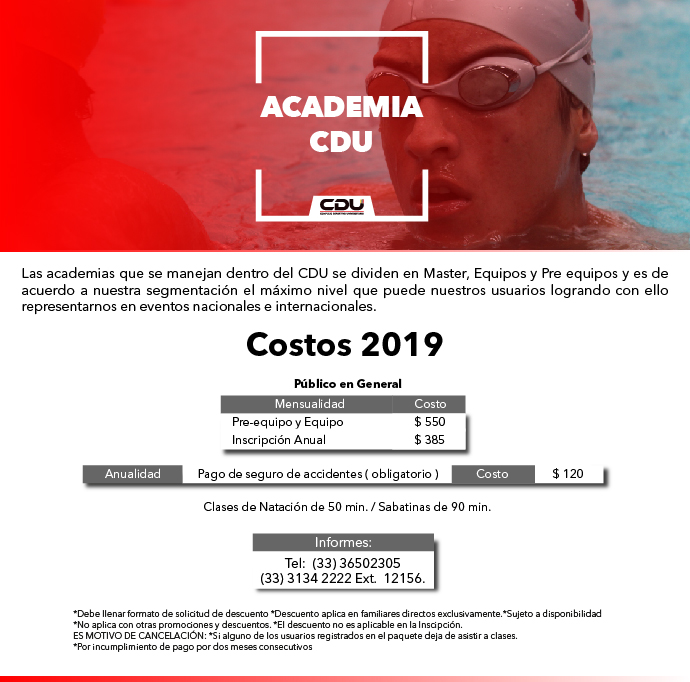 ACADEMIA
CDU
CDU
COMPLEJO DEPORTIVO UNIVERSITARIO
Las academias que se manejan dentro del CDU se dividen en Master, Equipos y Pre equipos y es de
acuerdo a nuestra segmentación el máximo nivel que puede nuestros usuarios logrando con ello
representarnos en eventos nacionales e internacionales.
Costos 2019
Público en General
Mensualidad Costo
Pre-equipo y Equipo $ 550
Inscripción Anual $ 385
Anualidad Pago de seguro de accidentes ( obligatorio ) Costo $ 120
Clases de Natación de 50 min. / Sabatinas de 90 min.
Informes:
Tel: (33) 36502305
(33) 3134 2222 Ext. 12156.
*Debe llenar formato de solicitud de descuento *Descuento aplica en familiares directos exclusivamente.*Sujeto a disponibilidad
*No aplica con otras promociones y descuentos. *El descuento no es aplicable en la Inscipción.
ES MOTIVO DE CANCELACIÓN: *Si alguno de los usuarios registrados en el paquete deja de asistir a clases.
*Por incumplimiento de pago por dos meses consecutivos